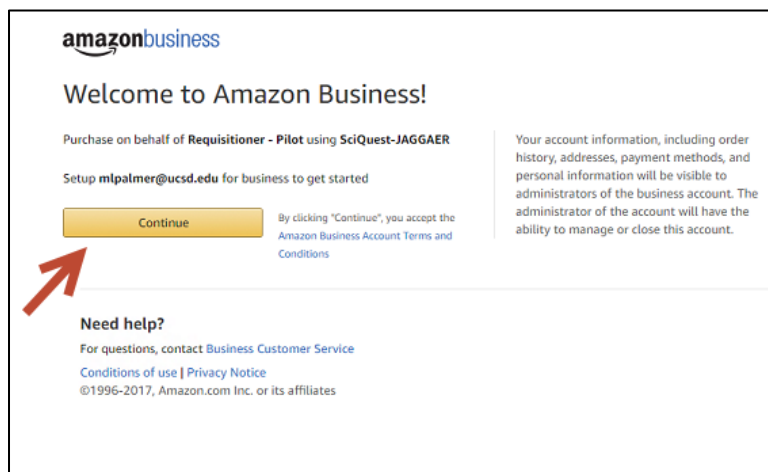 amazonbusiness
Welcome to Amazon Business!
Purchase on behalf of Requisitioner - Pilot using SciQuest-JAGGAER
Setup mlpalmer@ucsd.edu for business to get started
Continue
By clicking "Continue", you accept the
Amazon Business Account Terms and
Conditions
Your account information, including order
history, addresses, payment methods, and
personal information will be visible to
administrators of the business account. The
administrator of the account will have the
ability to manage or close this account.
Need help?
For questions, contact Business Customer Service
Conditions of use | Privacy Notice
©1996-2017, Amazon.com Inc. or its affiliates